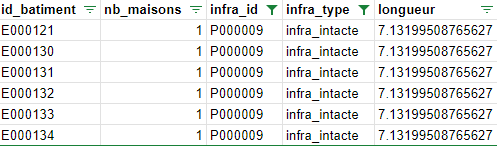 id_batiment nb_maisons infra_id infra_type longueur
E000121 1 P000009 infra_intacte 7.13199508765627
E000130 1 P000009 infra_intacte 7.13199508765627
E000131 1 P000009 infra_intacte 7.13199508765627
E000132 1 P000009 infra_intacte 7.13199508765627
E000133 1 P000009 infra_intacte 7.13199508765627
E000134 1 P000009 infra_intacte 7.13199508765627